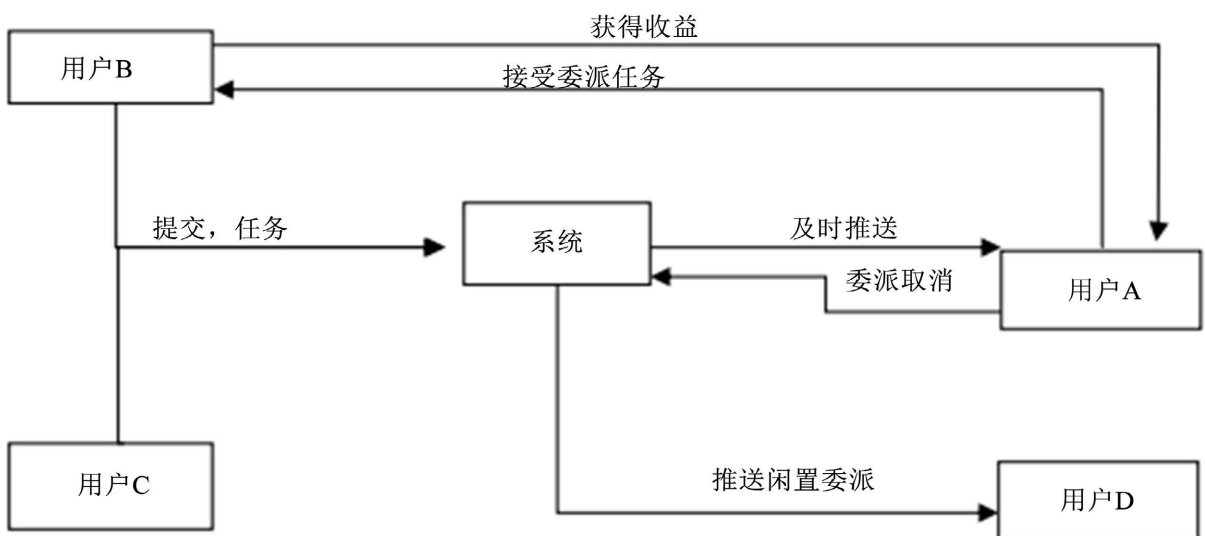 获得收益
用户B
接受委派任务
提交，任务
系统
及时推送
委派取消
用户A
用户C
推送闲置委派
用户D